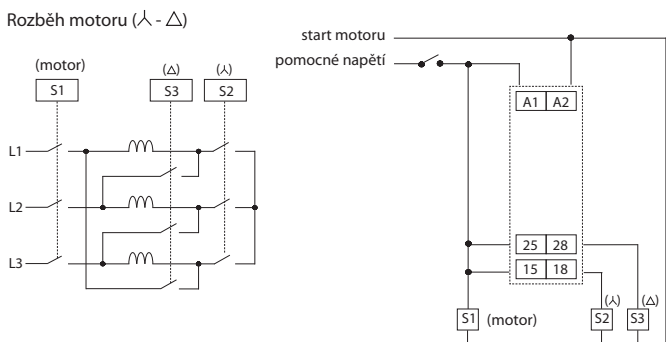 Rozběh motoru (⅄ - △)
(motor)
(△)
(⅄)
S1
S3
S2
L1
L2
L3
start motoru
pomocné napětí
A1 A2
25 28
15 18
(⅄)
(△)
S1 (motor)
S2
S3